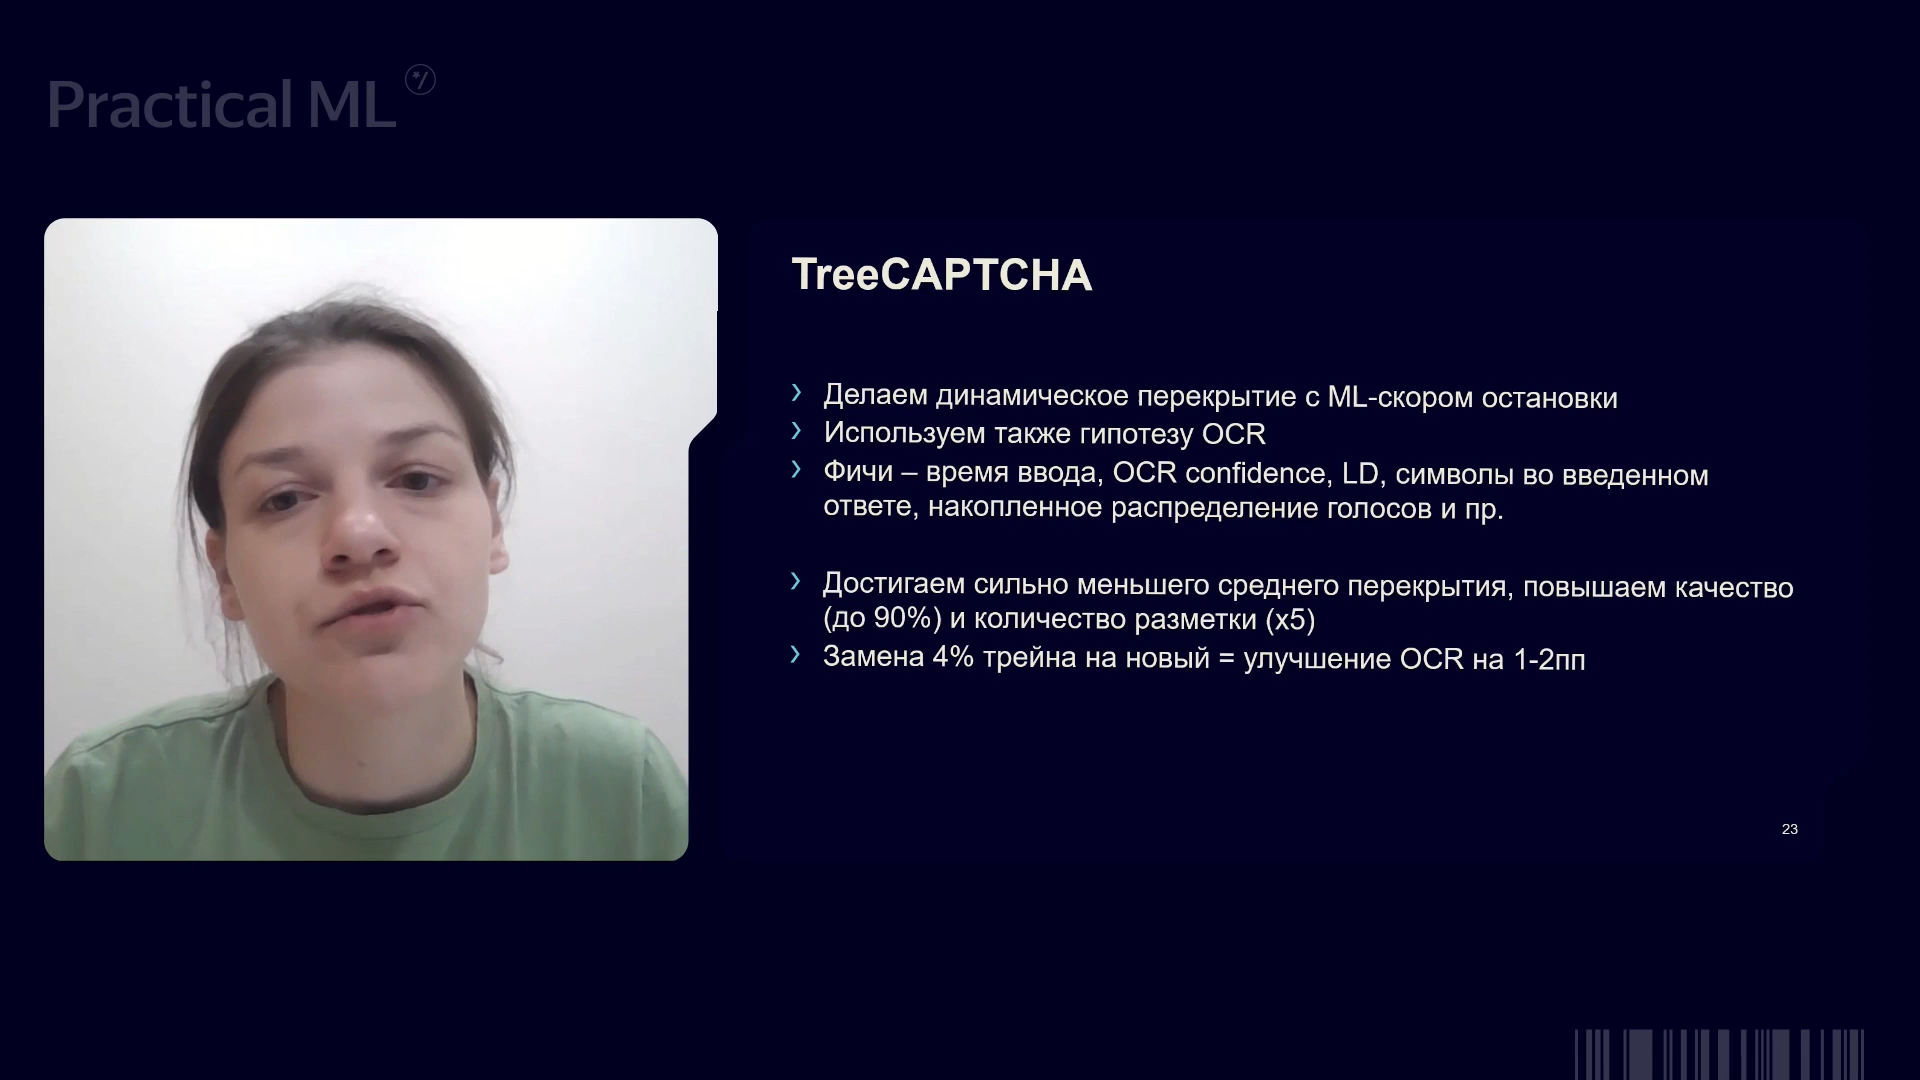 Practical ML
TreeCAPTCHA
Делаем динамическое перекрытие с ML-скором остановки
Используем также гипотезу OCR
Фичи – время ввода, OCR confidence, LD, символы во введенном
ответе, накопленное распределение голосов и пр.
Достигаем сильно меньшего среднего перекрытия, повышаем качество
(до 90%) и количество разметки (x5)
Замена 4% трейна на новый = улучшение OCR на 1-2пп
23